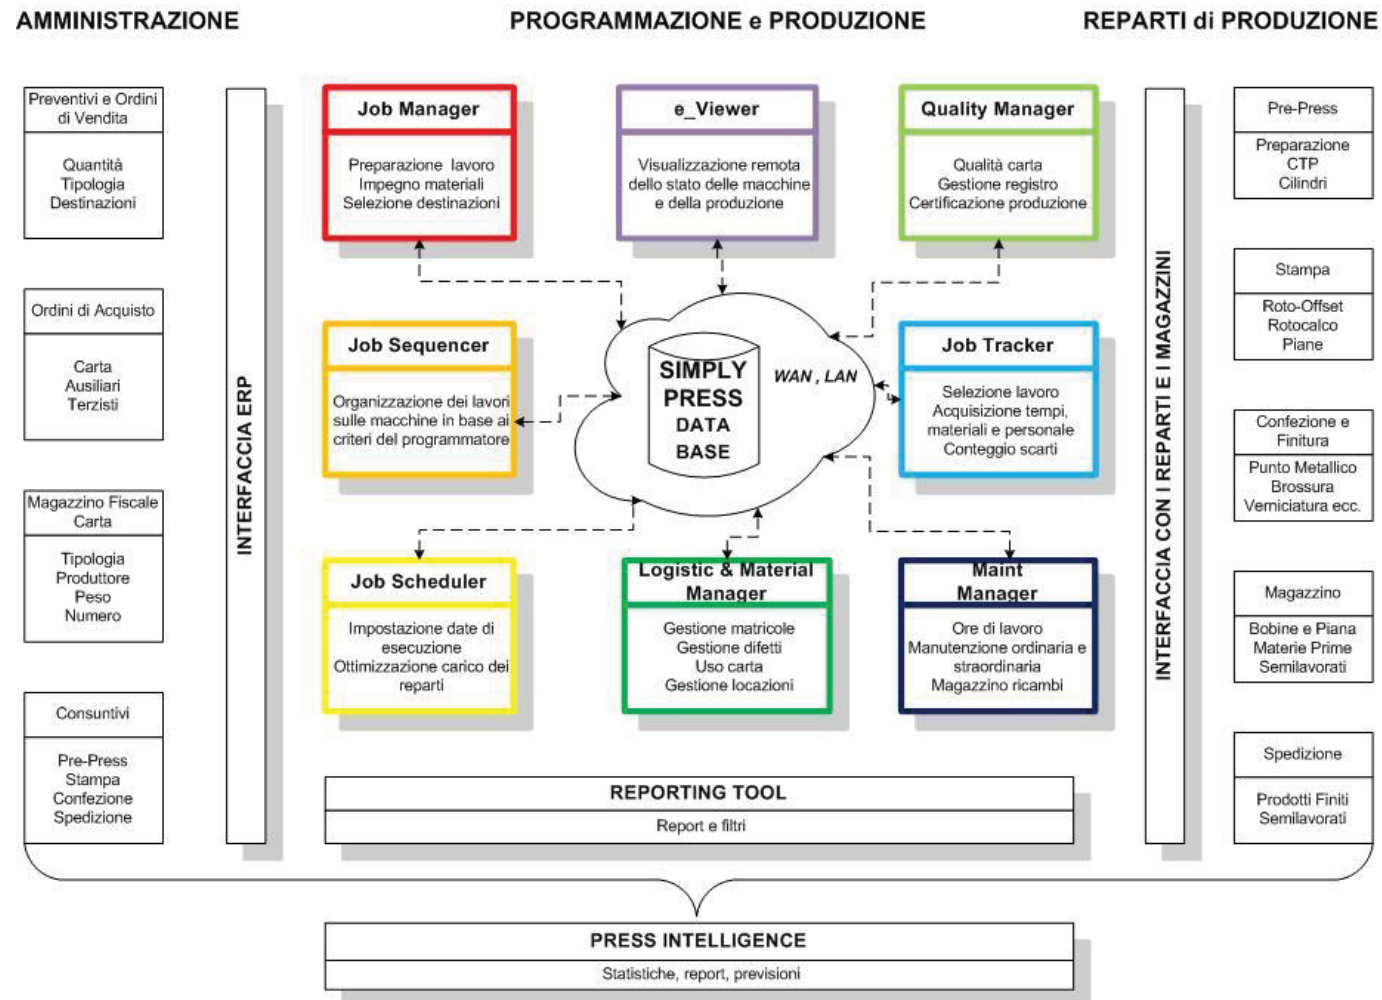 AMMINISTRAZIONE
PROGRAMMAZIONE e PRODUZIONE
REPARTI di PRODUZIONE
Preventivi e Ordini
di Vendita
Quantità
Tipologia
Destinazioni
Ordini di Acquisto
Carta
Ausiliari
Terzisti
Magazzino Fiscale
Carta
Tipologia
Produttore
Peso
Numero
Consuntivi
Pre-Press
Stampa
Confezione
Spedizione
INTERFACCIA ERP
Job Manager
Preparazione lavoro
Impegno materiali
Selezione destinazioni
e_Viewer
Visualizzazione remota
dello stato delle macchine
e della produzione
Quality Manager
Qualità carta
Gestione registro
Certificazione produzione
Job Sequencer
Organizzazione dei lavori
sulle macchine in base ai
criteri del programmatore
SIMPLY
PRESS
DATA
BASE
WAN , LAN
Job Tracker
Selezione lavoro
Acquisizione tempi,
materiali e personale
Conteggio scarti
Job Scheduler
Impostazione date di
esecuzione
Ottimizzazione carico dei
reparti
Logistic & Material
Manager
Gestione matricole
Gestione difetti
Uso carta
Gestione locazioni
Maint
Manager
Ore di lavoro
Manutenzione ordinaria e
straordinaria
Magazzino ricambi
REPORTING TOOL
Report e filtri
INTERFACCIA CON I REPARTI E I MAGAZZINI
Pre-Press
Preparazione
CTP
Cilindri
Stampa
Roto-Offset
Rotocalco
Piane
Confezione e
Finitura
Punto Metallico
Brossura
Verniciatura ecc.
Magazzino
Bobine e Piana
Materie Prime
Semilavorati
Spedizione
Prodotti Finiti
Semilavorati
PRESS INTELLIGENCE
Statistiche, report, previsioni